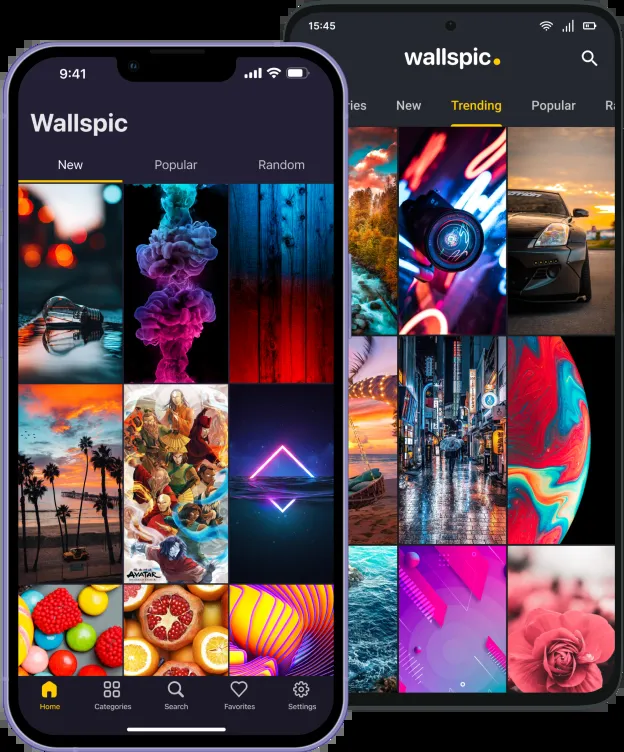 9:41
Wallspic
New Popular Random
AVATAR
Home Categories Search Favorites Settings
15:45
wallspic.
ries New Trending Popular Ra